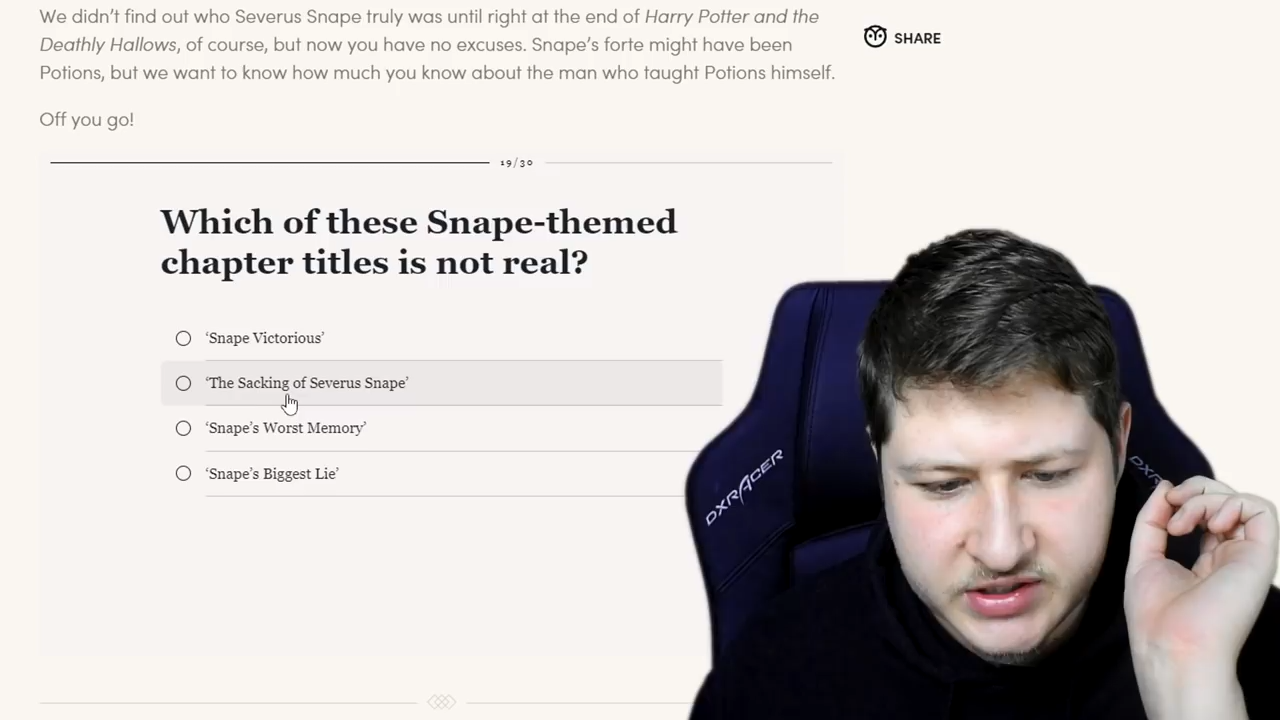 We didn’t find out who Severus Snape truly was until right at the end of Harry Potter and the
Deathly Hallows, of course, but now you have no excuses. Snape’s forte might have been
Potions, but we want to know how much you know about the man who taught Potions himself.
SHARE
Off you go!
19/30
Which of these Snape-themed
chapter titles is not real?
‘Snape Victorious’
‘The Sacking of Severus Snape’
‘Snape’s Worst Memory’
‘Snape’s Biggest Lie’
DXRACER
DXR